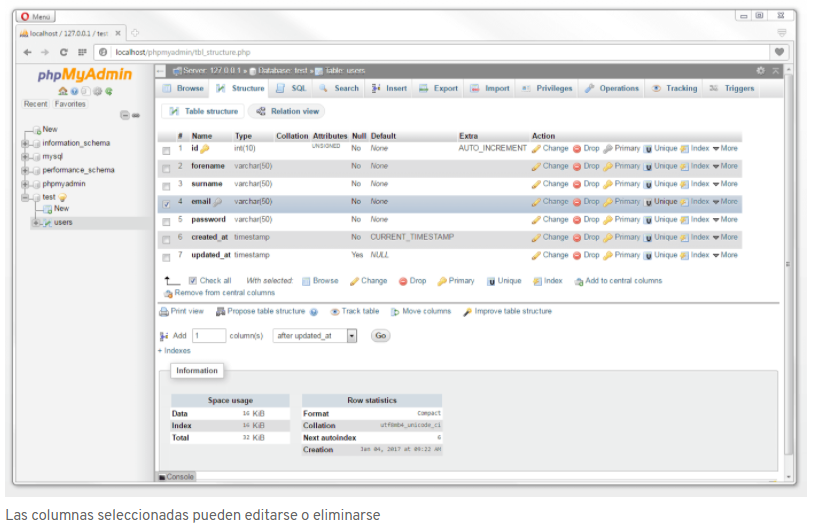 Menú
localhost / 127.0.0.1 / test
localhost/phpmyadmin/tbl_structure.php
phpMyAdmin
Recent Favorites
New
information_schema
mysql
performance_schema
phpmyadmin
test
New
users
Server: 127.0.0.1 » Database: test » Table: users
Browse Structure SQL Search Insert Export Import Privileges Operations Tracking Triggers
Table structure Relation view
# Name Type Collation Attributes Null Default Extra Action
1 id int(10) UNSIGNED No None AUTO_INCREMENT Change Drop Primary Unique Index More
2 forename varchar(50) No None Change Drop Primary Unique Index More
3 surname varchar(50) No None Change Drop Primary Unique Index More
4 email varchar(50) No None Change Drop Primary Unique Index More
5 password varchar(50) No None Change Drop Primary Unique Index More
6 created_at timestamp No CURRENT_TIMESTAMP Change Drop Primary Unique Index More
7 updated_at timestamp Yes NULL Change Drop Primary Unique Index More
Check all With selected: Browse Change Drop Primary Unique Index Add to central columns
Remove from central columns
Print view Propose table structure Track table Move columns Improve table structure
Add 1 column(s) after updated_at Go
+ Indexes
Information
Space usage
Data 16 KiB
Index 16 KiB
Total 32 KiB
Row statistics
Format Compact
Collation utf8mb4_unicode_ci
Next autoindex 6
Creation Jan 04, 2017 at 09:22 AM
Console
Las columnas seleccionadas pueden editarse o eliminarse